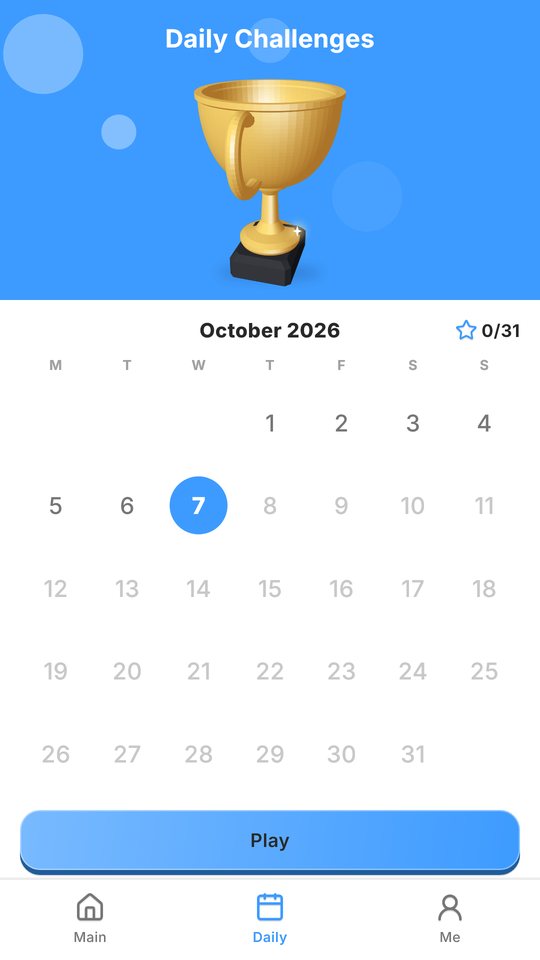 Daily Challenges
October 2026
0/31
M T W T F S S
1 2 3 4
5 6 7 8 9 10 11
12 13 14 15 16 17 18
19 20 21 22 23 24 25
26 27 28 29 30 31
Play
Main Daily Me